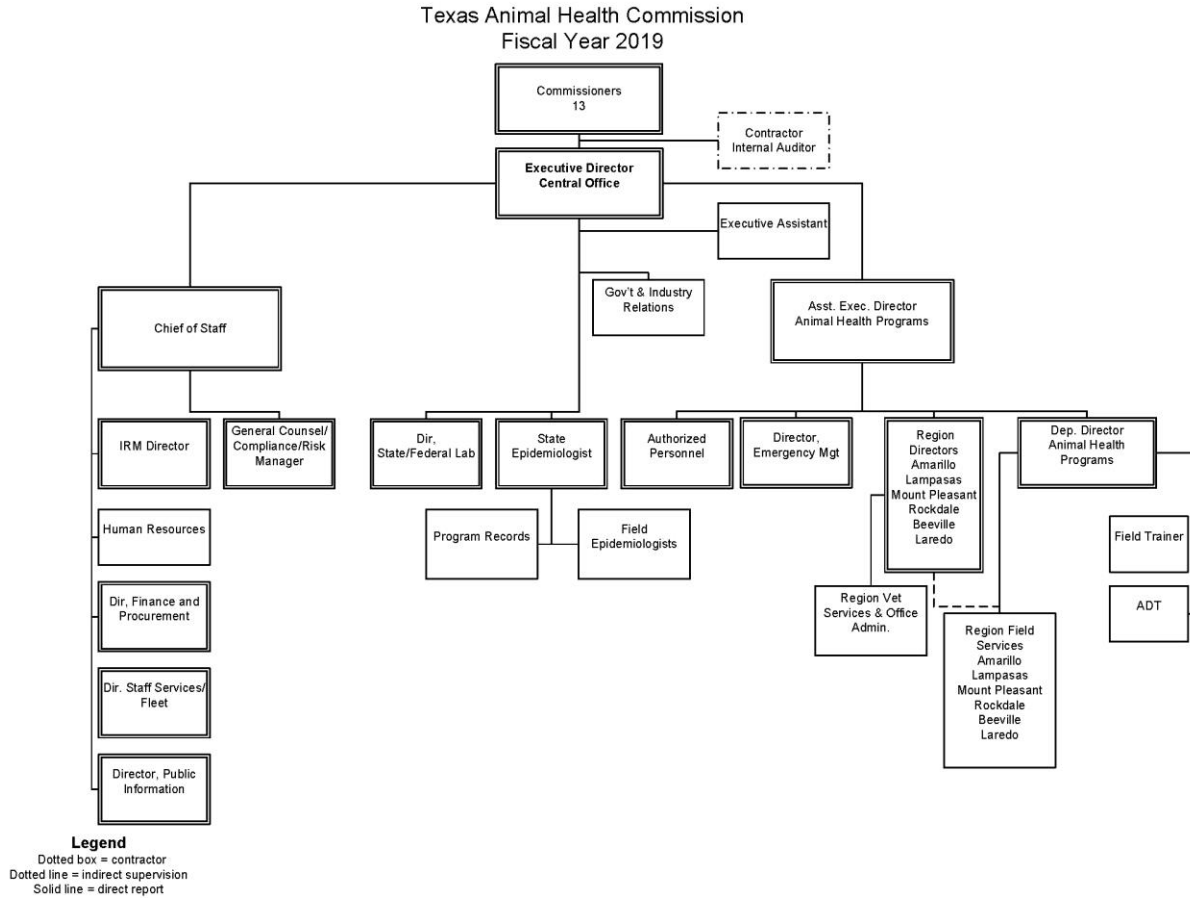 Texas Animal Health Commission
Fiscal Year 2019
Commissioners
13
Contractor
Internal Auditor
Executive Director
Central Office
Executive Assistant
Gov't & Industry
Relations
Chief of Staff
Asst. Exec. Director
Animal Health Programs
IRM Director
General Counsel/
Compliance/Risk
Manager
Dir,
State/Federal Lab
State
Epidemiologist
Authorized
Personnel
Director,
Emergency Mgt
Region
Directors
Amarillo
Lampasas
Mount Pleasant
Rockdale
Beeville
Laredo
Dep. Director
Animal Health
Programs
Human Resources
Program Records
Field
Epidemiologists
Field Trainer
Dir, Finance and
Procurement
Region Vet
Services & Office
Admin.
ADT
Region Field
Services
Amarillo
Lampasas
Mount Pleasant
Rockdale
Beeville
Laredo
Dir. Staff Services/
Fleet
Director, Public
Information
Legend
Dotted box = contractor
Dotted line = indirect supervision
Solid line = direct report